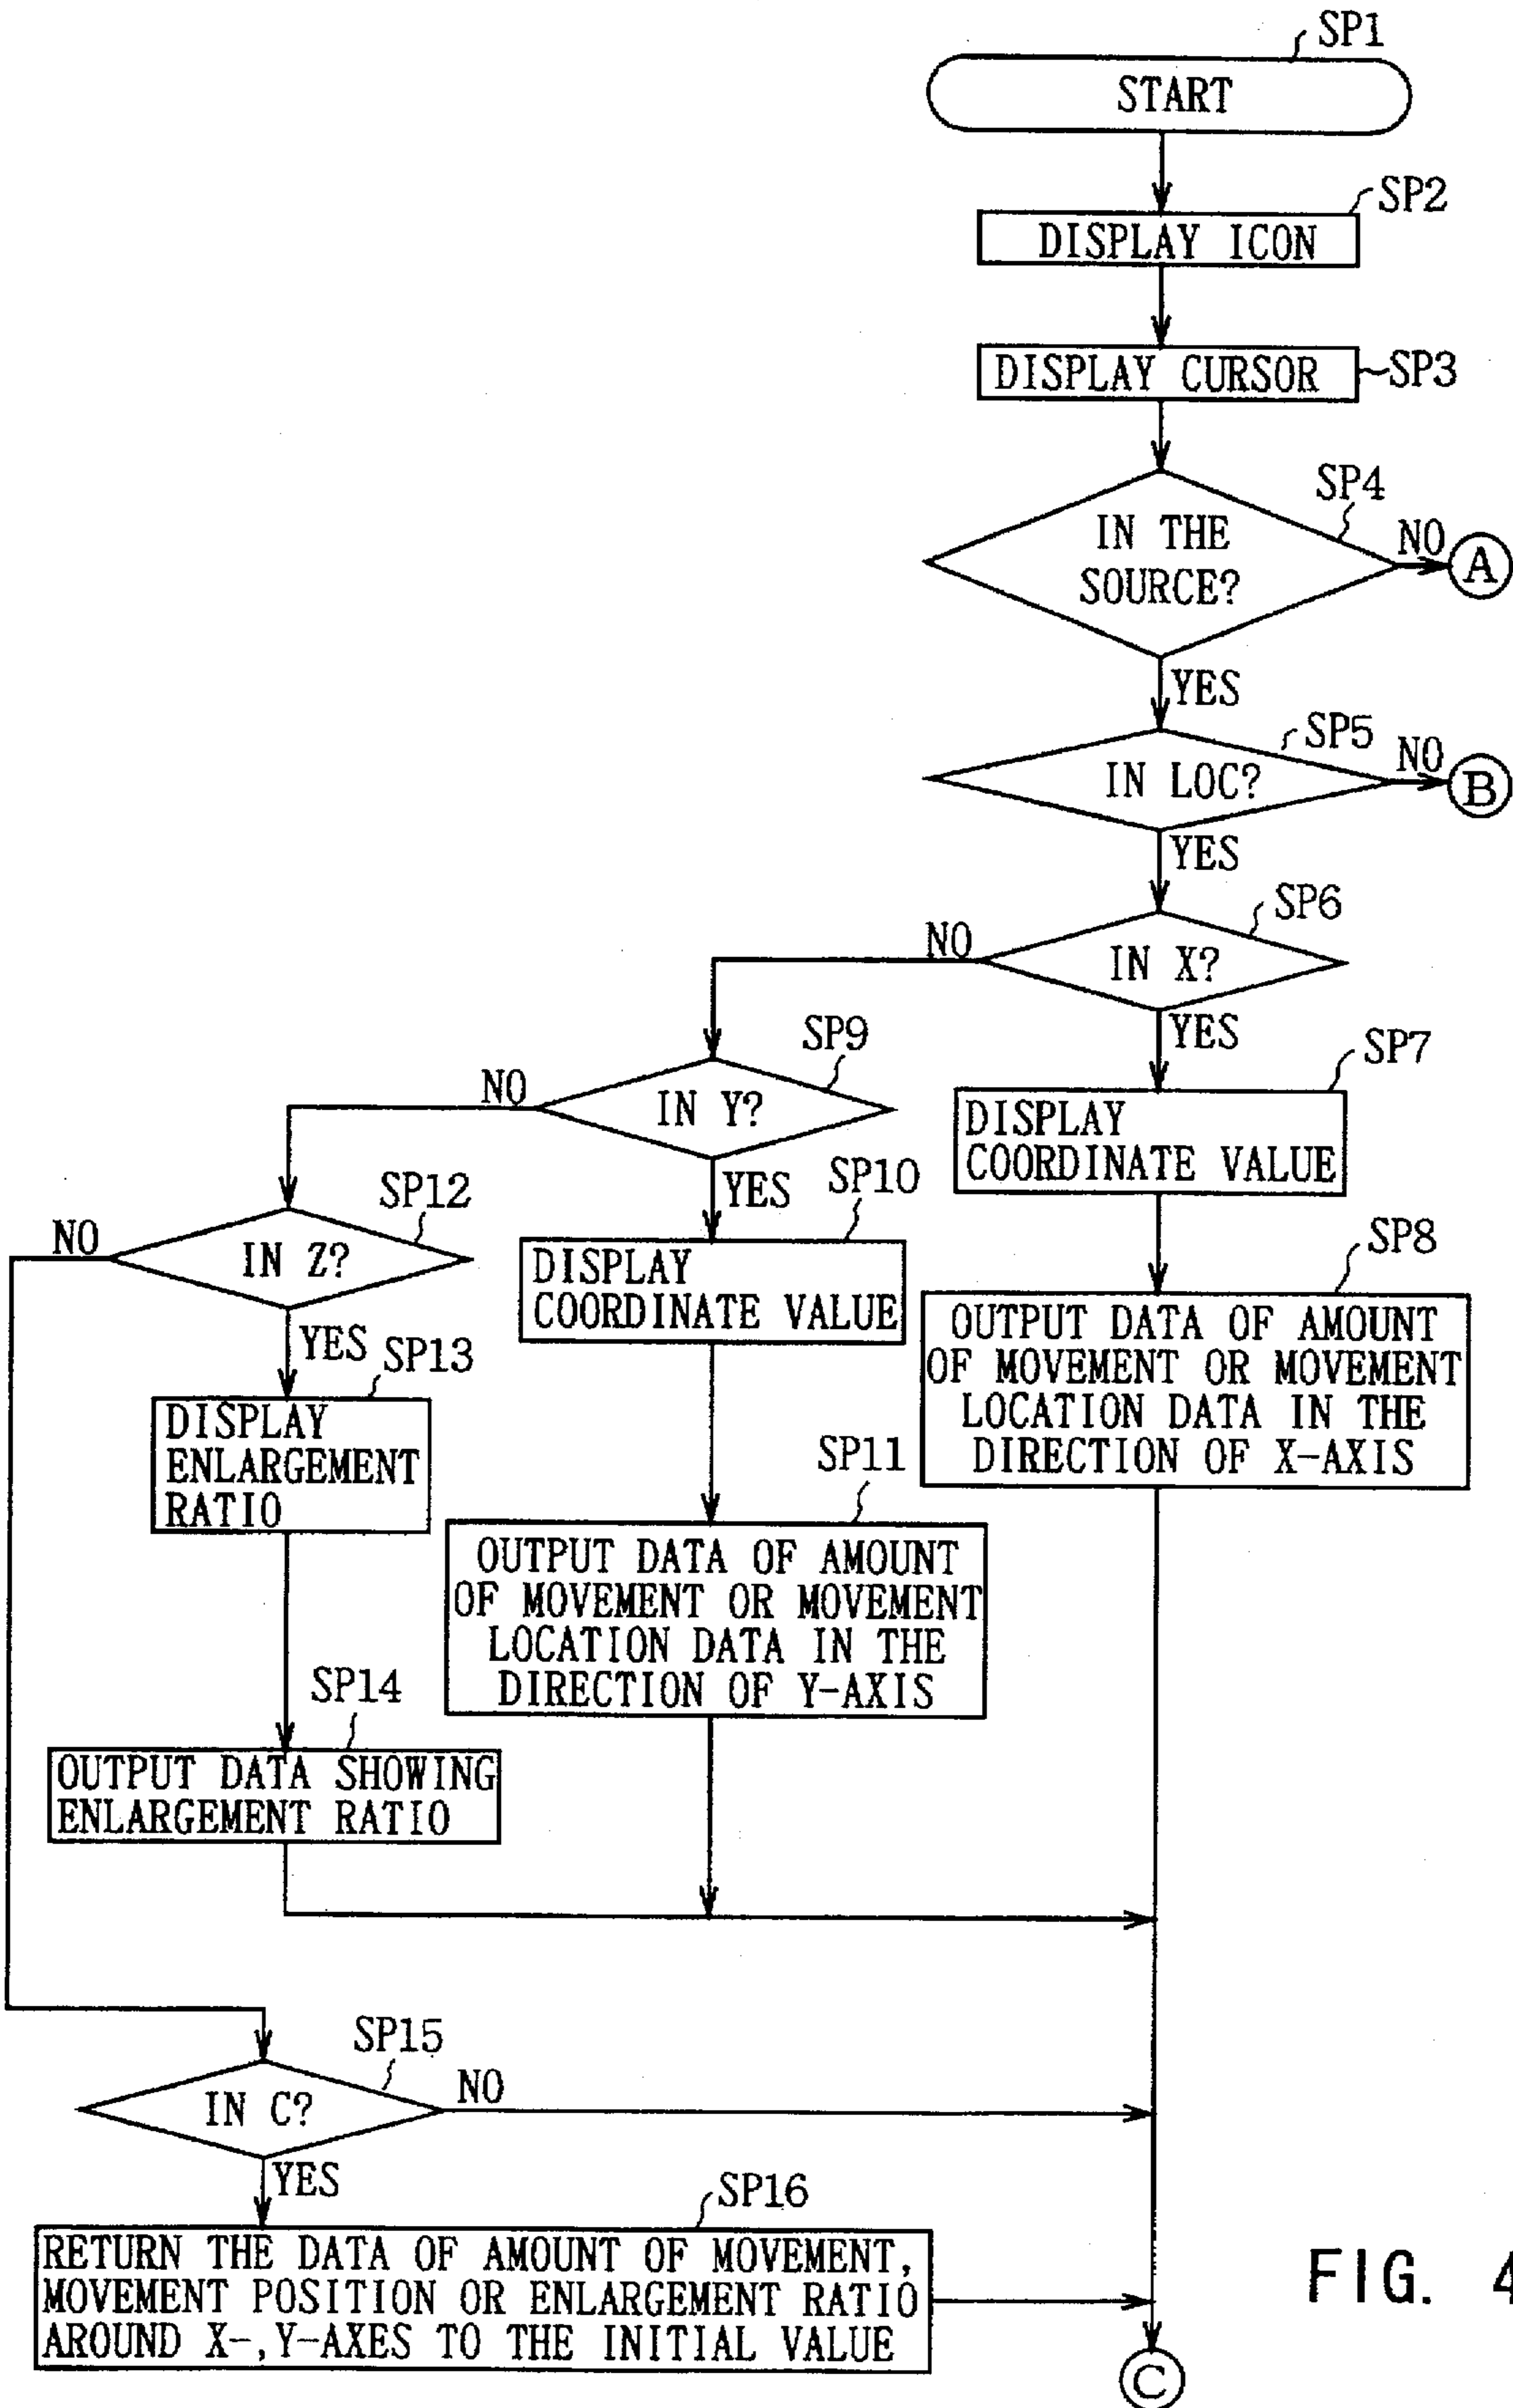 SP1
START
SP2
DISPLAY ICON
DISPLAY CURSOR
SP3
SP4
IN THE
SOURCE?
NO
A
YES
SP5
IN LOC?
NO
B
YES
SP6
NO
IN X?
YES
SP7
DISPLAY
COORDINATE VALUE
SP8
OUTPUT DATA OF AMOUNT
OF MOVEMENT OR MOVEMENT
LOCATION DATA IN THE
DIRECTION OF X-AXIS
SP9
NO
IN Y?
YES
SP10
DISPLAY
COORDINATE VALUE
SP11
OUTPUT DATA OF AMOUNT
OF MOVEMENT OR MOVEMENT
LOCATION DATA IN THE
DIRECTION OF Y-AXIS
SP12
NO
IN Z?
YES
SP13
DISPLAY
ENLARGEMENT
RATIO
SP14
OUTPUT DATA SHOWING
ENLARGEMENT RATIO
SP15
IN C?
NO
YES
SP16
RETURN THE DATA OF AMOUNT OF MOVEMENT,
MOVEMENT POSITION OR ENLARGEMENT RATIO
AROUND X-,Y-AXES TO THE INITIAL VALUE
C
FIG. 4